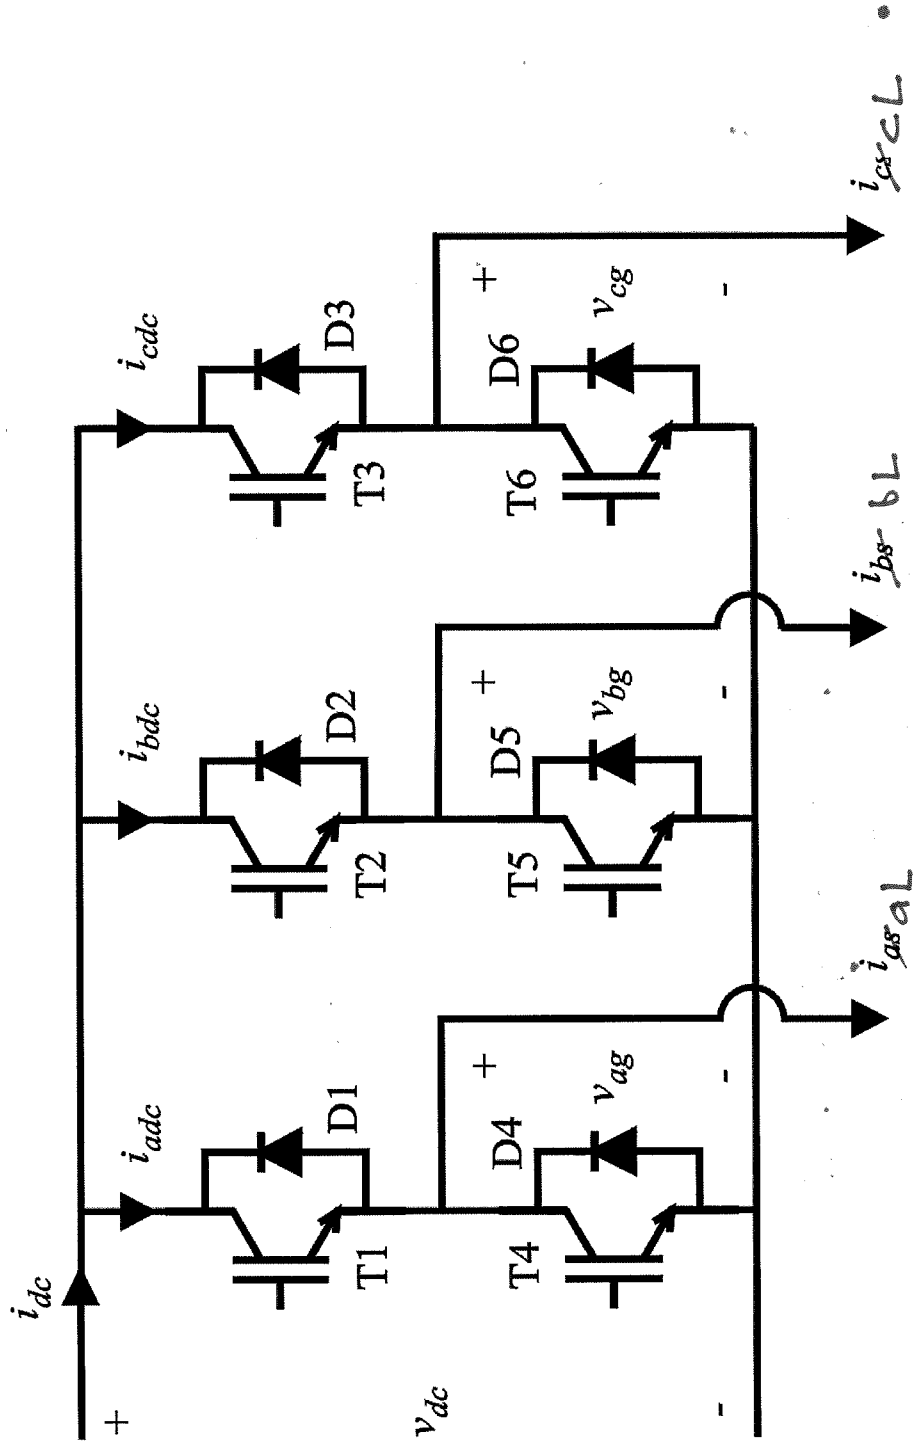 i_dc
+
i_adc i_bdc i_cdc
D1 D2 D3
T1 T2 T3
v_dc
+ + +
D4 D5 D6
T4 T5 T6
v_ag v_bg v_cg
- - - -
i_as aL i_bs bL i_cs cL